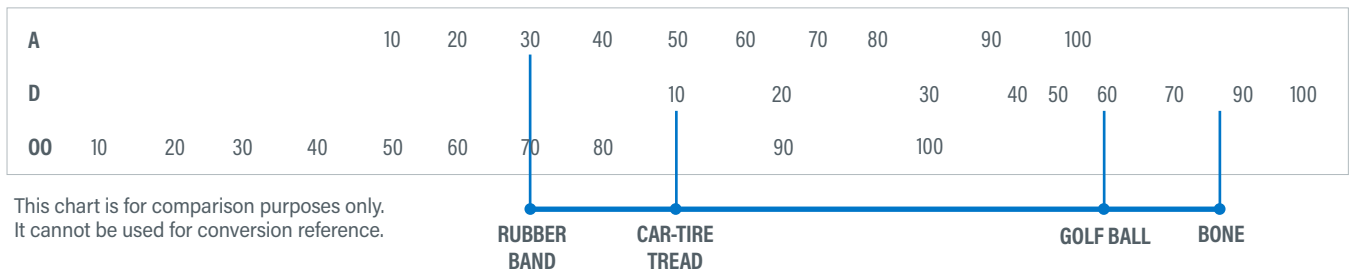 A 10 20 30 40 50 60 70 80 90 100
D 10 20 30 40 50 60 70 90 100
OO 10 20 30 40 50 60 70 80 90 100
This chart is for comparison purposes only.
It cannot be used for conversion reference.
RUBBER
BAND
CAR-TIRE
TREAD
GOLF BALL
BONE